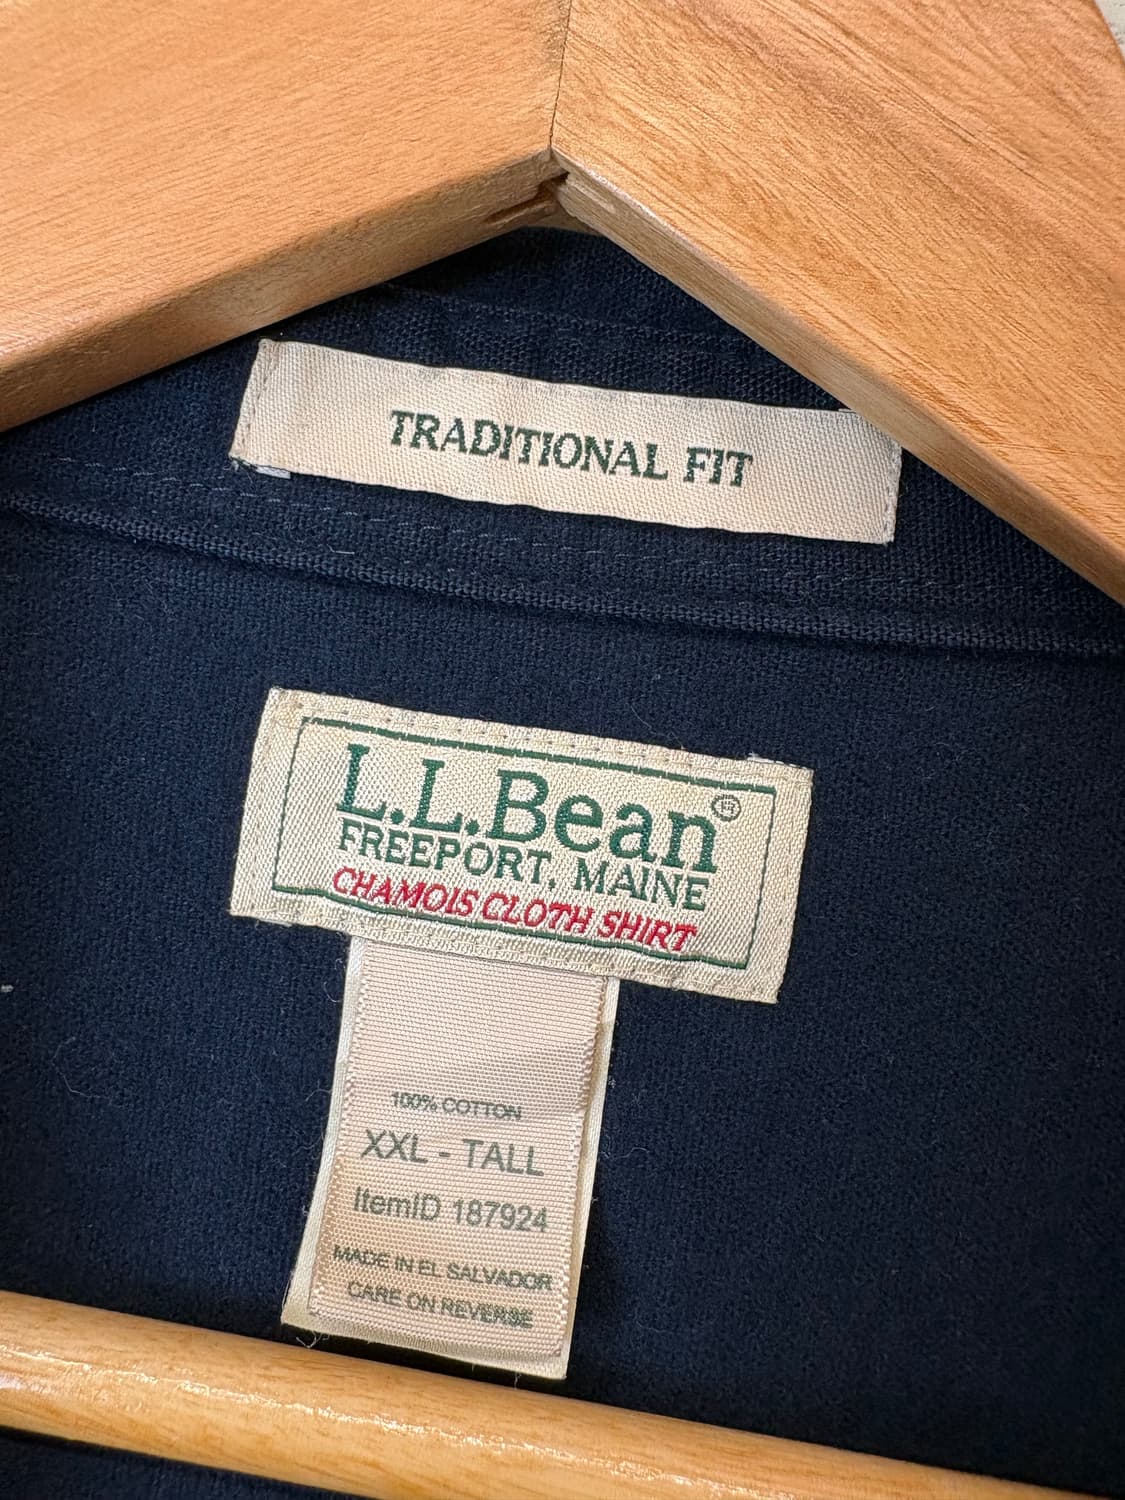 TRADITIONAL FIT
L.L.Bean®
FREEPORT, MAINE
CHAMOIS CLOTH SHIRT
100% COTTON
XXL - TALL
ItemID 187924
MADE IN EL SALVADOR
CARE ON REVERSE